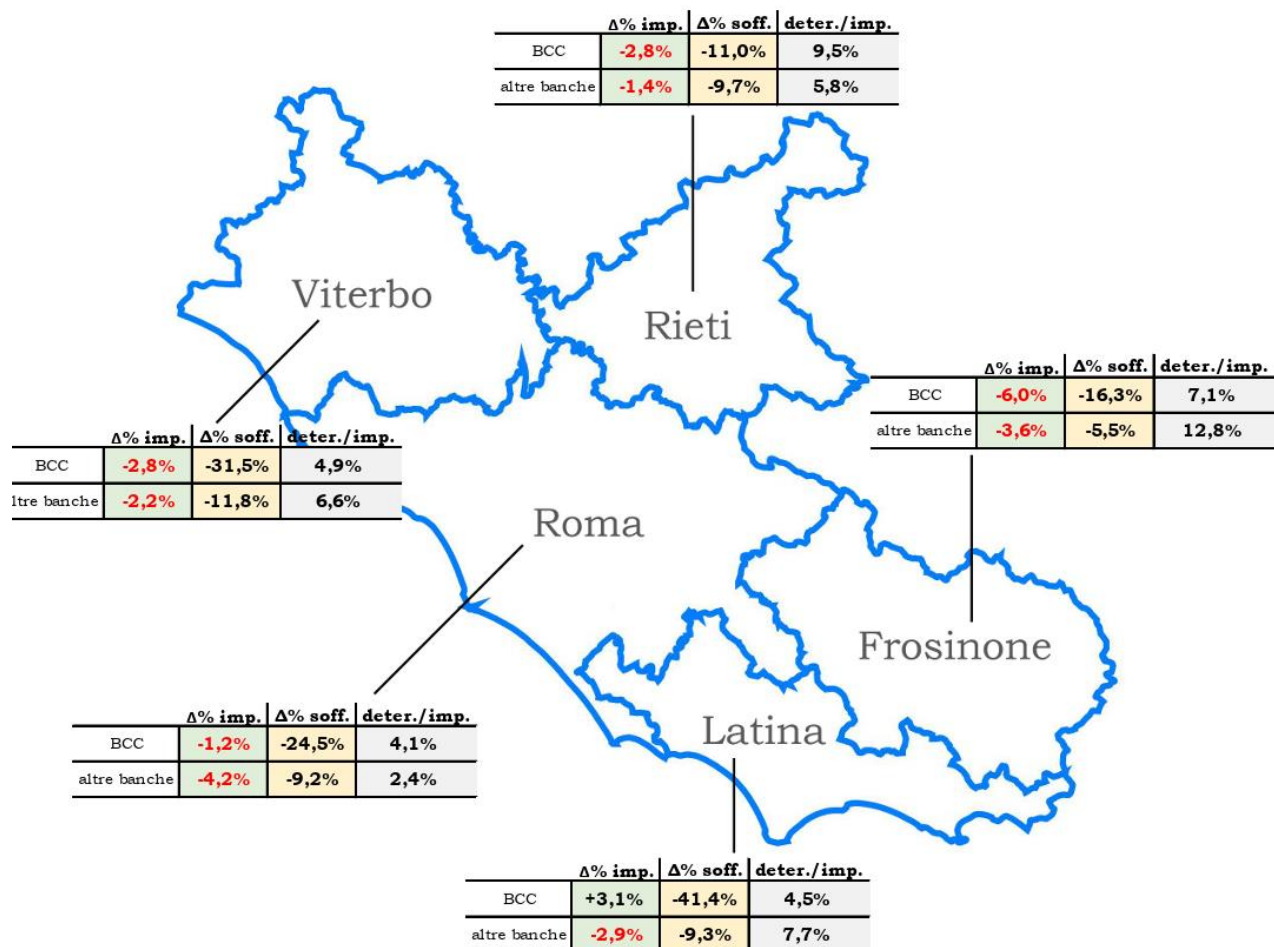 Δ% imp. Δ% soff. deter./imp.
BCC -2,8% -11,0% 9,5%
altre banche -1,4% -9,7% 5,8%
Viterbo
Rieti
Δ% imp. Δ% soff. deter./imp.
BCC -6,0% -16,3% 7,1%
altre banche -3,6% -5,5% 12,8%
Δ% imp. Δ% soff. deter./imp.
BCC -2,8% -31,5% 4,9%
ltre banche -2,2% -11,8% 6,6%
Roma
Frosinone
Δ% imp. Δ% soff. deter./imp.
BCC -1,2% -24,5% 4,1%
altre banche -4,2% -9,2% 2,4%
Latina
Δ% imp. Δ% soff. deter./imp.
BCC +3,1% -41,4% 4,5%
altre banche -2,9% -9,3% 7,7%